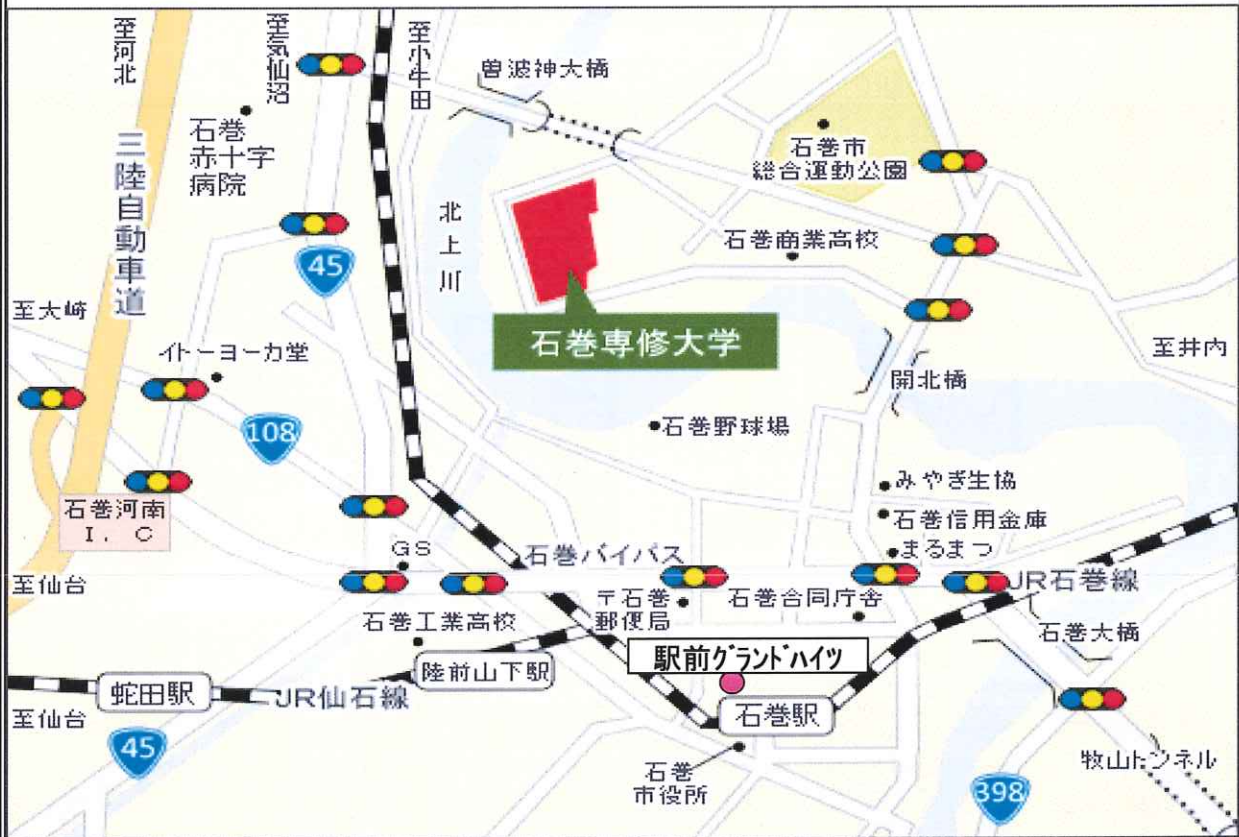 至河北
至小牛田
曽波神大橋
石巻
赤十字
病院
三陸自動車道
石巻市
総合運動公園
北上川
石巻商業高校
45
至大崎
石巻専修大学
至井内
イトーヨーカ堂
開北橋
108
石巻野球場
みやぎ生協
石巻河南
I. C
石巻信用金庫
まるまつ
GS
石巻バイパス
至仙台
JR石巻線
〒石巻
郵便局
石巻合同庁舎
石巻工業高校
石巻大橋
駅前グランドハイツ
陸前山下駅
蛇田駅
JR仙石線
石巻駅
至仙台
45
石巻
市役所
牧山トンネル
398